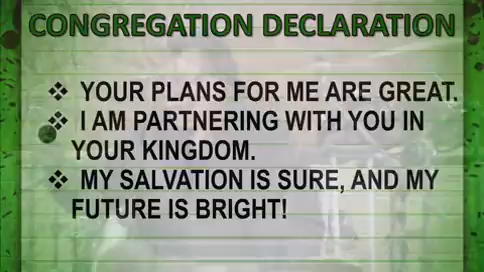 CONGREGATION DECLARATION
❖ YOUR PLANS FOR ME ARE GREAT.
❖ I AM PARTNERING WITH YOU IN
YOUR KINGDOM.
❖ MY SALVATION IS SURE, AND MY
FUTURE IS BRIGHT!